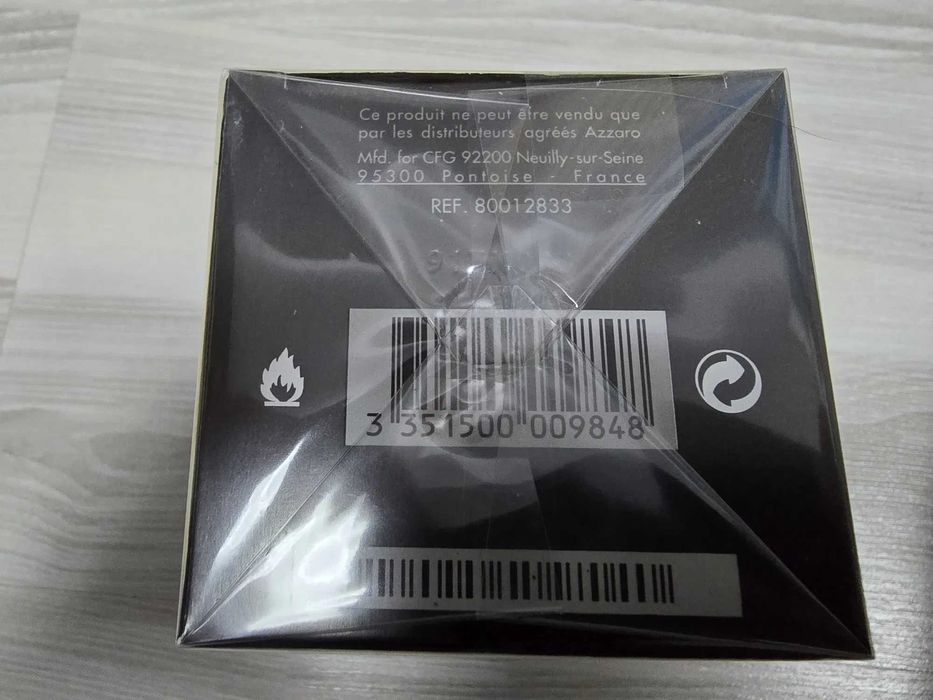 Ce produit ne peut être vendu que
par les distributeurs agréés Azzaro
Mfd. for CFG 92200 Neuilly-sur-Seine
95300 Pontoise - France
REF. 80012833
3 351500 009848